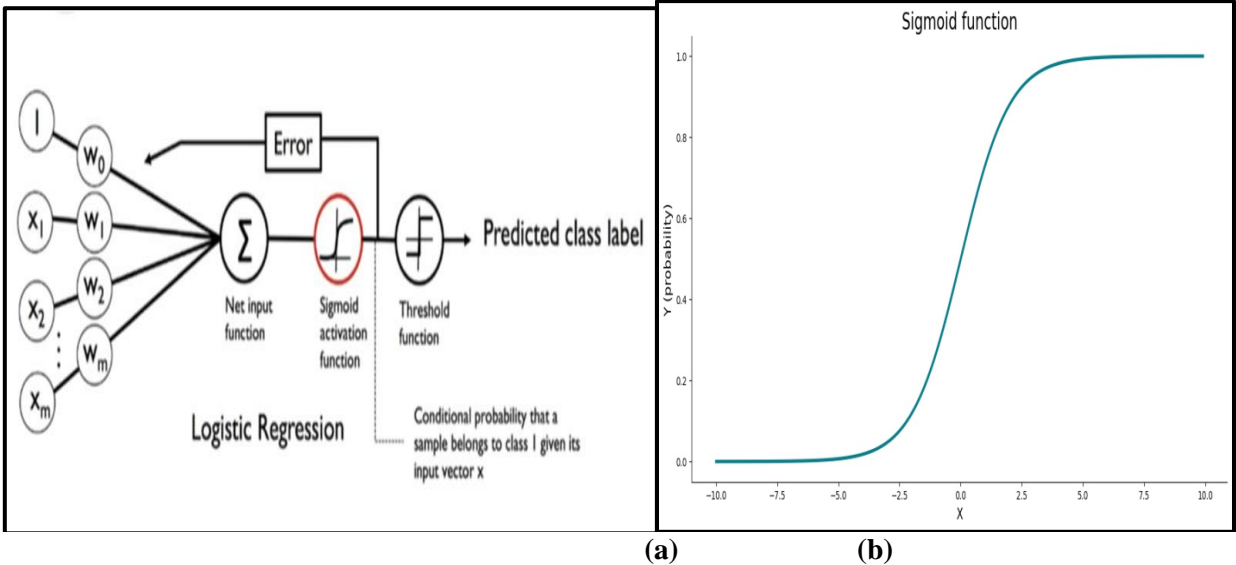 1
w0
x1
w1
x2
w2
xm
wm
Error
Σ
Net input
function
Sigmoid
activation
function
Threshold
function
Predicted class label
Logistic Regression
Conditional probability that a
sample belongs to class 1 given its
input vector x
Sigmoid function
Y (probability)
1.0
0.8
0.6
0.4
0.2
0.0
−10.0 −7.5 −5.0 −2.5 0.0 2.5 5.0 7.5 10.0
X
(a) (b)